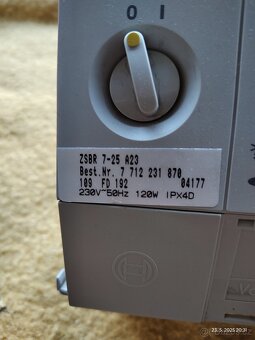 O I
ZSBR 7-25 A23
Best.Nr. 7 712 231 870
109 FD 192 04177
230V~50Hz 120W IPX4D
23.5.2025 20:31